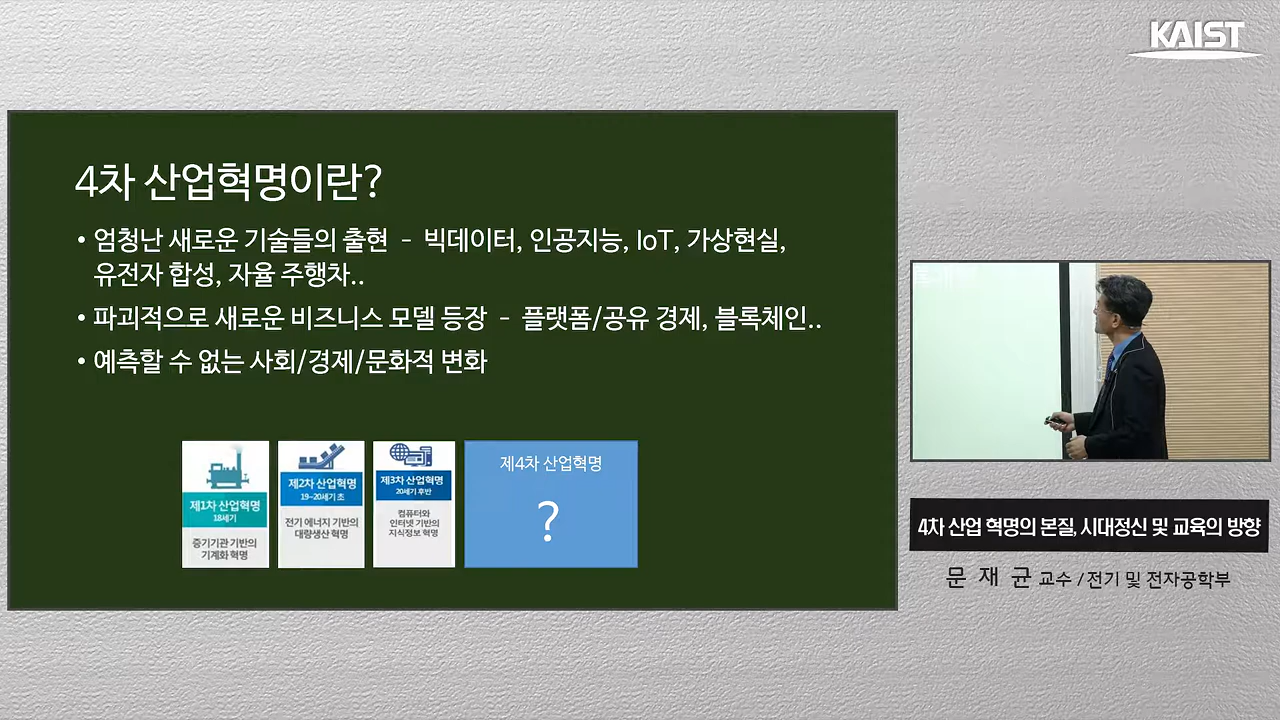 KAIST
4차 산업혁명이란?
• 엄청난 새로운 기술들의 출현 - 빅데이터, 인공지능, IoT, 가상현실,
유전자 합성, 자율 주행차..
• 파괴적으로 새로운 비즈니스 모델 등장 - 플랫폼/공유 경제, 블록체인..
• 예측할 수 없는 사회/경제/문화적 변화
제1차 산업혁명
18세기
증기기관 기반의
기계화 혁명
제2차 산업혁명
19~20세기 초
전기 에너지 기반의
대량생산 혁명
제3차 산업혁명
20세기 후반
컴퓨터와
인터넷 기반의
지식정보 혁명
제4차 산업혁명
?
4차 산업 혁명의 본질, 시대정신 및 교육의 방향
문 재 균 교수 / 전기 및 전자공학부